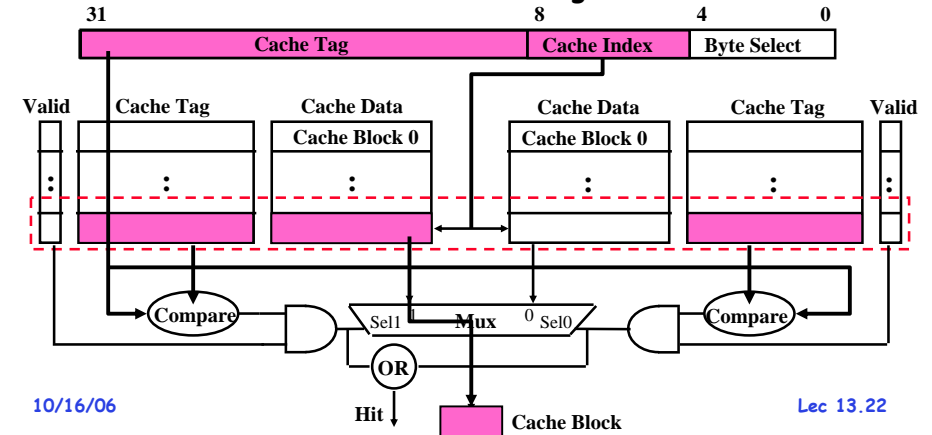 31 8 4 0
Cache Tag Cache Index Byte Select
Valid Cache Tag Cache Data Cache Data Cache Tag Valid
Cache Block 0 Cache Block 0
: : : : : :
Compare Sel1 1 Mux 0 Sel0 Compare
OR
10/16/06 Lec 13.22
Hit Cache Block